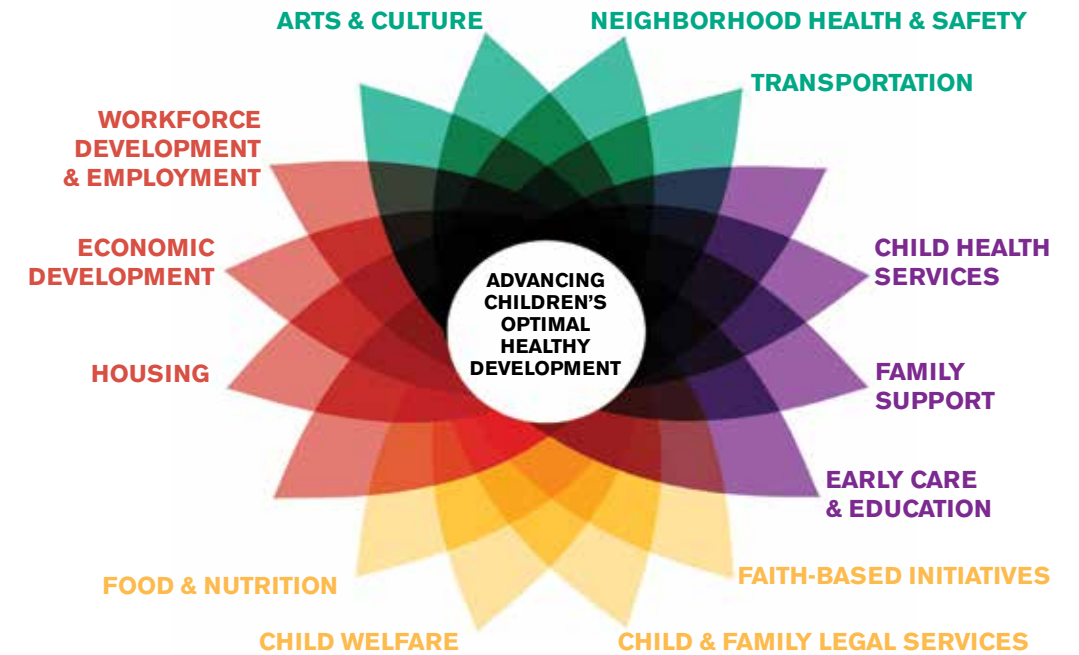 ARTS & CULTURE
NEIGHBORHOOD HEALTH & SAFETY
TRANSPORTATION
WORKFORCE
DEVELOPMENT
& EMPLOYMENT
ECONOMIC
DEVELOPMENT
HOUSING
ADVANCING
CHILDREN’S
OPTIMAL
HEALTHY
DEVELOPMENT
CHILD HEALTH
SERVICES
FAMILY
SUPPORT
EARLY CARE
& EDUCATION
FOOD & NUTRITION
FAITH-BASED INITIATIVES
CHILD WELFARE
CHILD & FAMILY LEGAL SERVICES